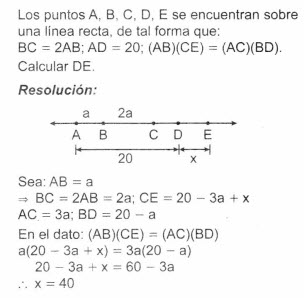 Los puntos A, B, C, D, E se encuentran sobre
una línea recta, de tal forma que:
BC = 2AB; AD = 20; (AB)(CE) = (AC)(BD).
Calcular DE.
Resolución:
a 2a
A B C D E
20 x
Sea: AB = a
⇒ BC = 2AB = 2a; CE = 20 − 3a + x
AC = 3a; BD = 20 − a
En el dato: (AB)(CE) = (AC)(BD)
a(20 − 3a + x) = 3a(20 − a)
20 − 3a + x = 60 − 3a
∴ x = 40